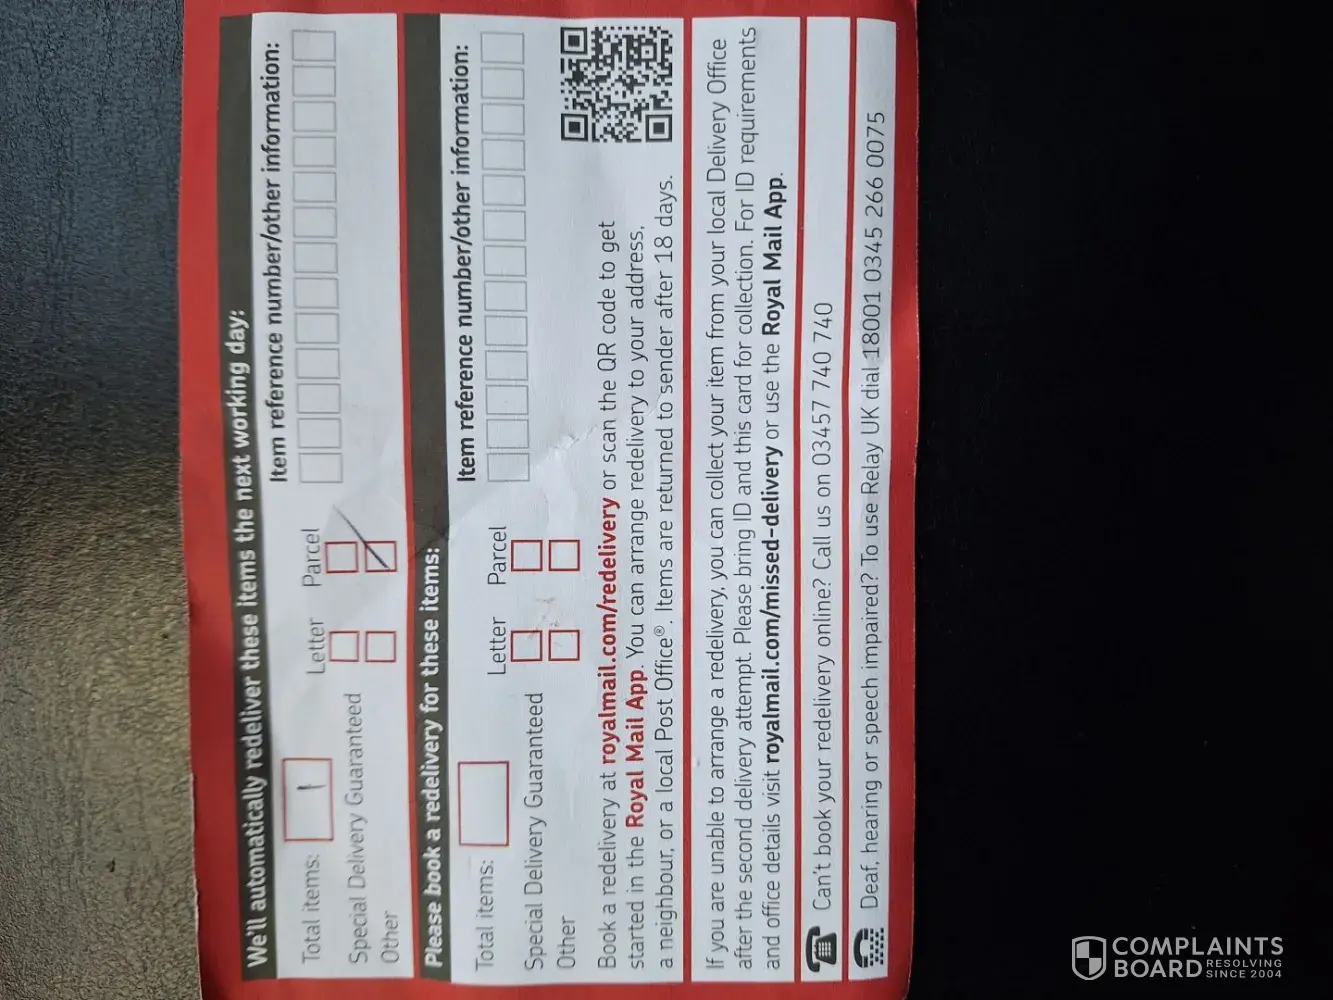 We'll automatically redeliver these items the next working day:
Item reference number/other information:
Total items: 1
Letter Parcel
Special Delivery Guaranteed
Other
Please book a redelivery for these items:
Item reference number/other information:
Total items:
Letter Parcel
Special Delivery Guaranteed
Other
Book a redelivery at royalmail.com/redelivery or scan the QR code to get
started in the Royal Mail App. You can arrange redelivery to your address,
a neighbour, or a local Post Office®. Items are returned to sender after 18 days.
If you are unable to arrange a redelivery, you can collect your item from your local Delivery Office
after the second delivery attempt. Please bring ID and this card for collection. For ID requirements
and office details visit royalmail.com/missed-delivery or use the Royal Mail App.
Can't book your redelivery online? Call us on 03457 740 740
Deaf, hearing or speech impaired? To use Relay UK dial 18001 0345 266 0075
COMPLAINTS
BOARD RESOLVING
SINCE 2004